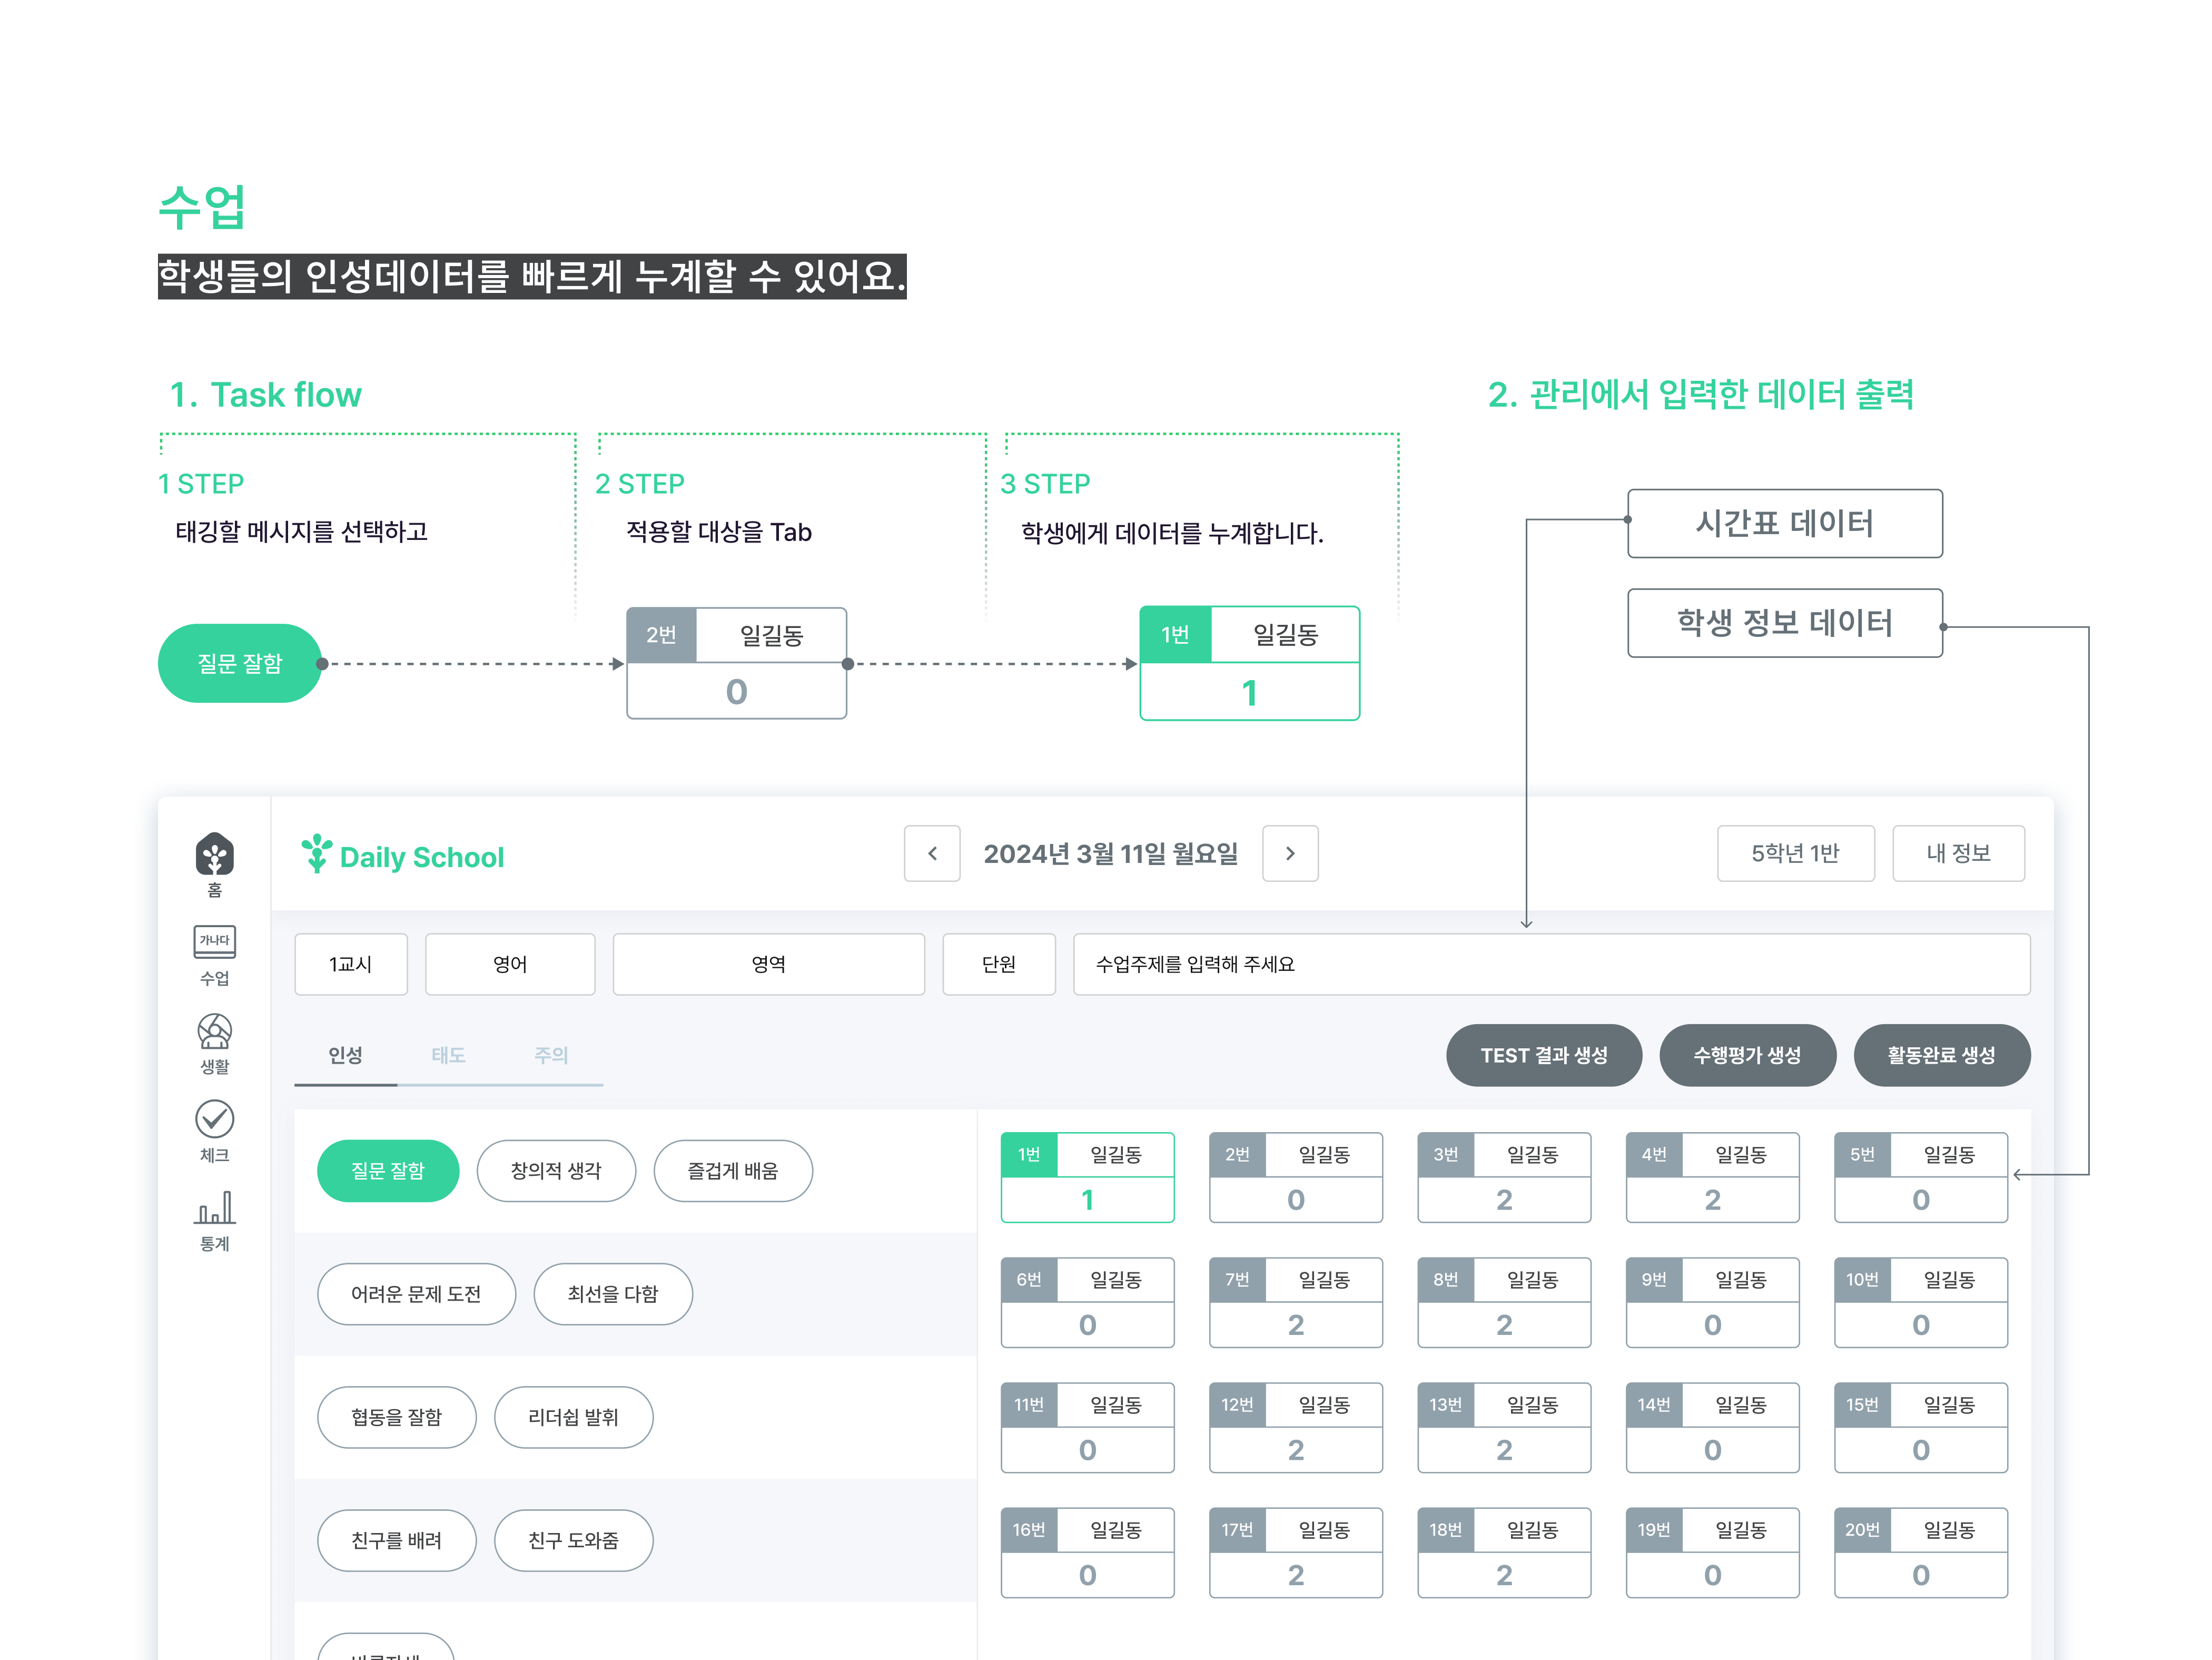 수업
학생들의 인성데이터를 빠르게 누계할 수 있어요.
1. Task flow
1 STEP
태깅할 메시지를 선택하고
2 STEP
적용할 대상을 Tab
3 STEP
학생에게 데이터를 누계합니다.
질문 잘함
2번 일길동
0
1번 일길동
1
2. 관리에서 입력한 데이터 출력
시간표 데이터
학생 정보 데이터
홈
가나다
수업
생활
체크
통계
Daily School
<
2024년 3월 11일 월요일
>
5학년 1반
내 정보
1교시
영어
영역
단원
수업주제를 입력해 주세요
인성 태도 주의
TEST 결과 생성
수행평가 생성
활동완료 생성
질문 잘함 창의적 생각 즐겁게 배움
어려운 문제 도전 최선을 다함
협동을 잘함 리더쉽 발휘
친구를 배려 친구 도와줌
1번 일길동 2번 일길동 3번 일길동 4번 일길동 5번 일길동
1 0 2 2 0
6번 일길동 7번 일길동 8번 일길동 9번 일길동 10번 일길동
0 2 2 0 0
11번 일길동 12번 일길동 13번 일길동 14번 일길동 15번 일길동
0 2 2 0 0
16번 일길동 17번 일길동 18번 일길동 19번 일길동 20번 일길동
0 2 2 0 0